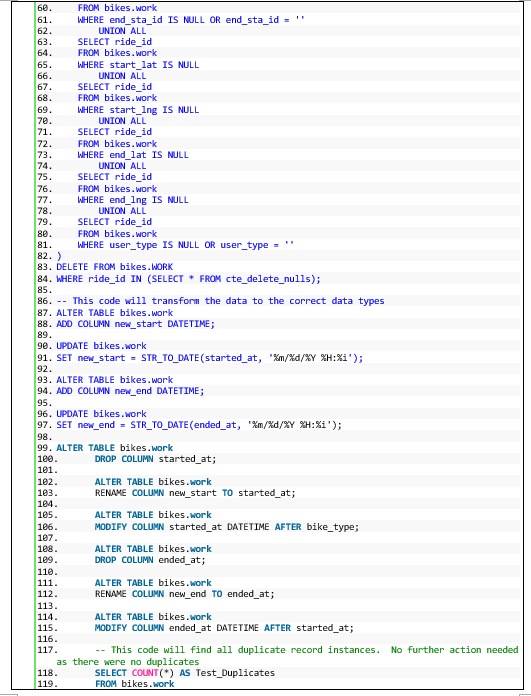 60. FROM bikes.work
61. WHERE end_sta_id IS NULL OR end_sta_id = ''
62. UNION ALL
63. SELECT ride_id
64. FROM bikes.work
65. WHERE start_lat IS NULL
66. UNION ALL
67. SELECT ride_id
68. FROM bikes.work
69. WHERE start_lng IS NULL
70. UNION ALL
71. SELECT ride_id
72. FROM bikes.work
73. WHERE end_lat IS NULL
74. UNION ALL
75. SELECT ride_id
76. FROM bikes.work
77. WHERE end_lng IS NULL
78. UNION ALL
79. SELECT ride_id
80. FROM bikes.work
81. WHERE user_type IS NULL OR user_type = ''
82. )
83. DELETE FROM bikes.WORK
84. WHERE ride_id IN (SELECT * FROM cte_delete_nulls);
85.
86. -- This code will transform the data to the correct data types
87. ALTER TABLE bikes.work
88. ADD COLUMN new_start DATETIME;
89.
90. UPDATE bikes.work
91. SET new_start = STR_TO_DATE(started_at, '%m/%d/%Y %H:%i');
92.
93. ALTER TABLE bikes.work
94. ADD COLUMN new_end DATETIME;
95.
96. UPDATE bikes.work
97. SET new_end = STR_TO_DATE(ended_at, '%m/%d/%Y %H:%i');
98.
99. ALTER TABLE bikes.work
100. DROP COLUMN started_at;
101.
102. ALTER TABLE bikes.work
103. RENAME COLUMN new_start TO started_at;
104.
105. ALTER TABLE bikes.work
106. MODIFY COLUMN started_at DATETIME AFTER bike_type;
107.
108. ALTER TABLE bikes.work
109. DROP COLUMN ended_at;
110.
111. ALTER TABLE bikes.work
112. RENAME COLUMN new_end TO ended_at;
113.
114. ALTER TABLE bikes.work
115. MODIFY COLUMN ended_at DATETIME AFTER started_at;
116.
117. -- This code will find all duplicate record instances. No further action needed
as there were no duplicates
118. SELECT COUNT(*) AS Test_Duplicates
119. FROM bikes.work